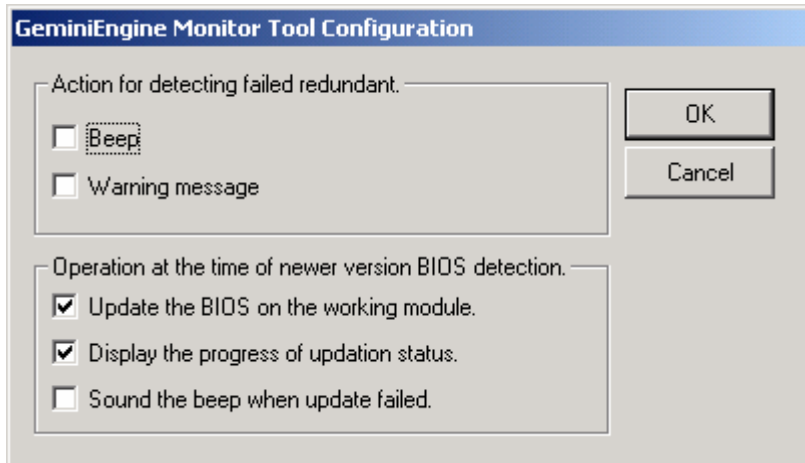 GeminiEngine Monitor Tool Configuration
Action for detecting failed redundant.
Beep
Warning message
OK
Cancel
Operation at the time of newer version BIOS detection.
Update the BIOS on the working module.
Display the progress of updation status.
Sound the beep when update failed.